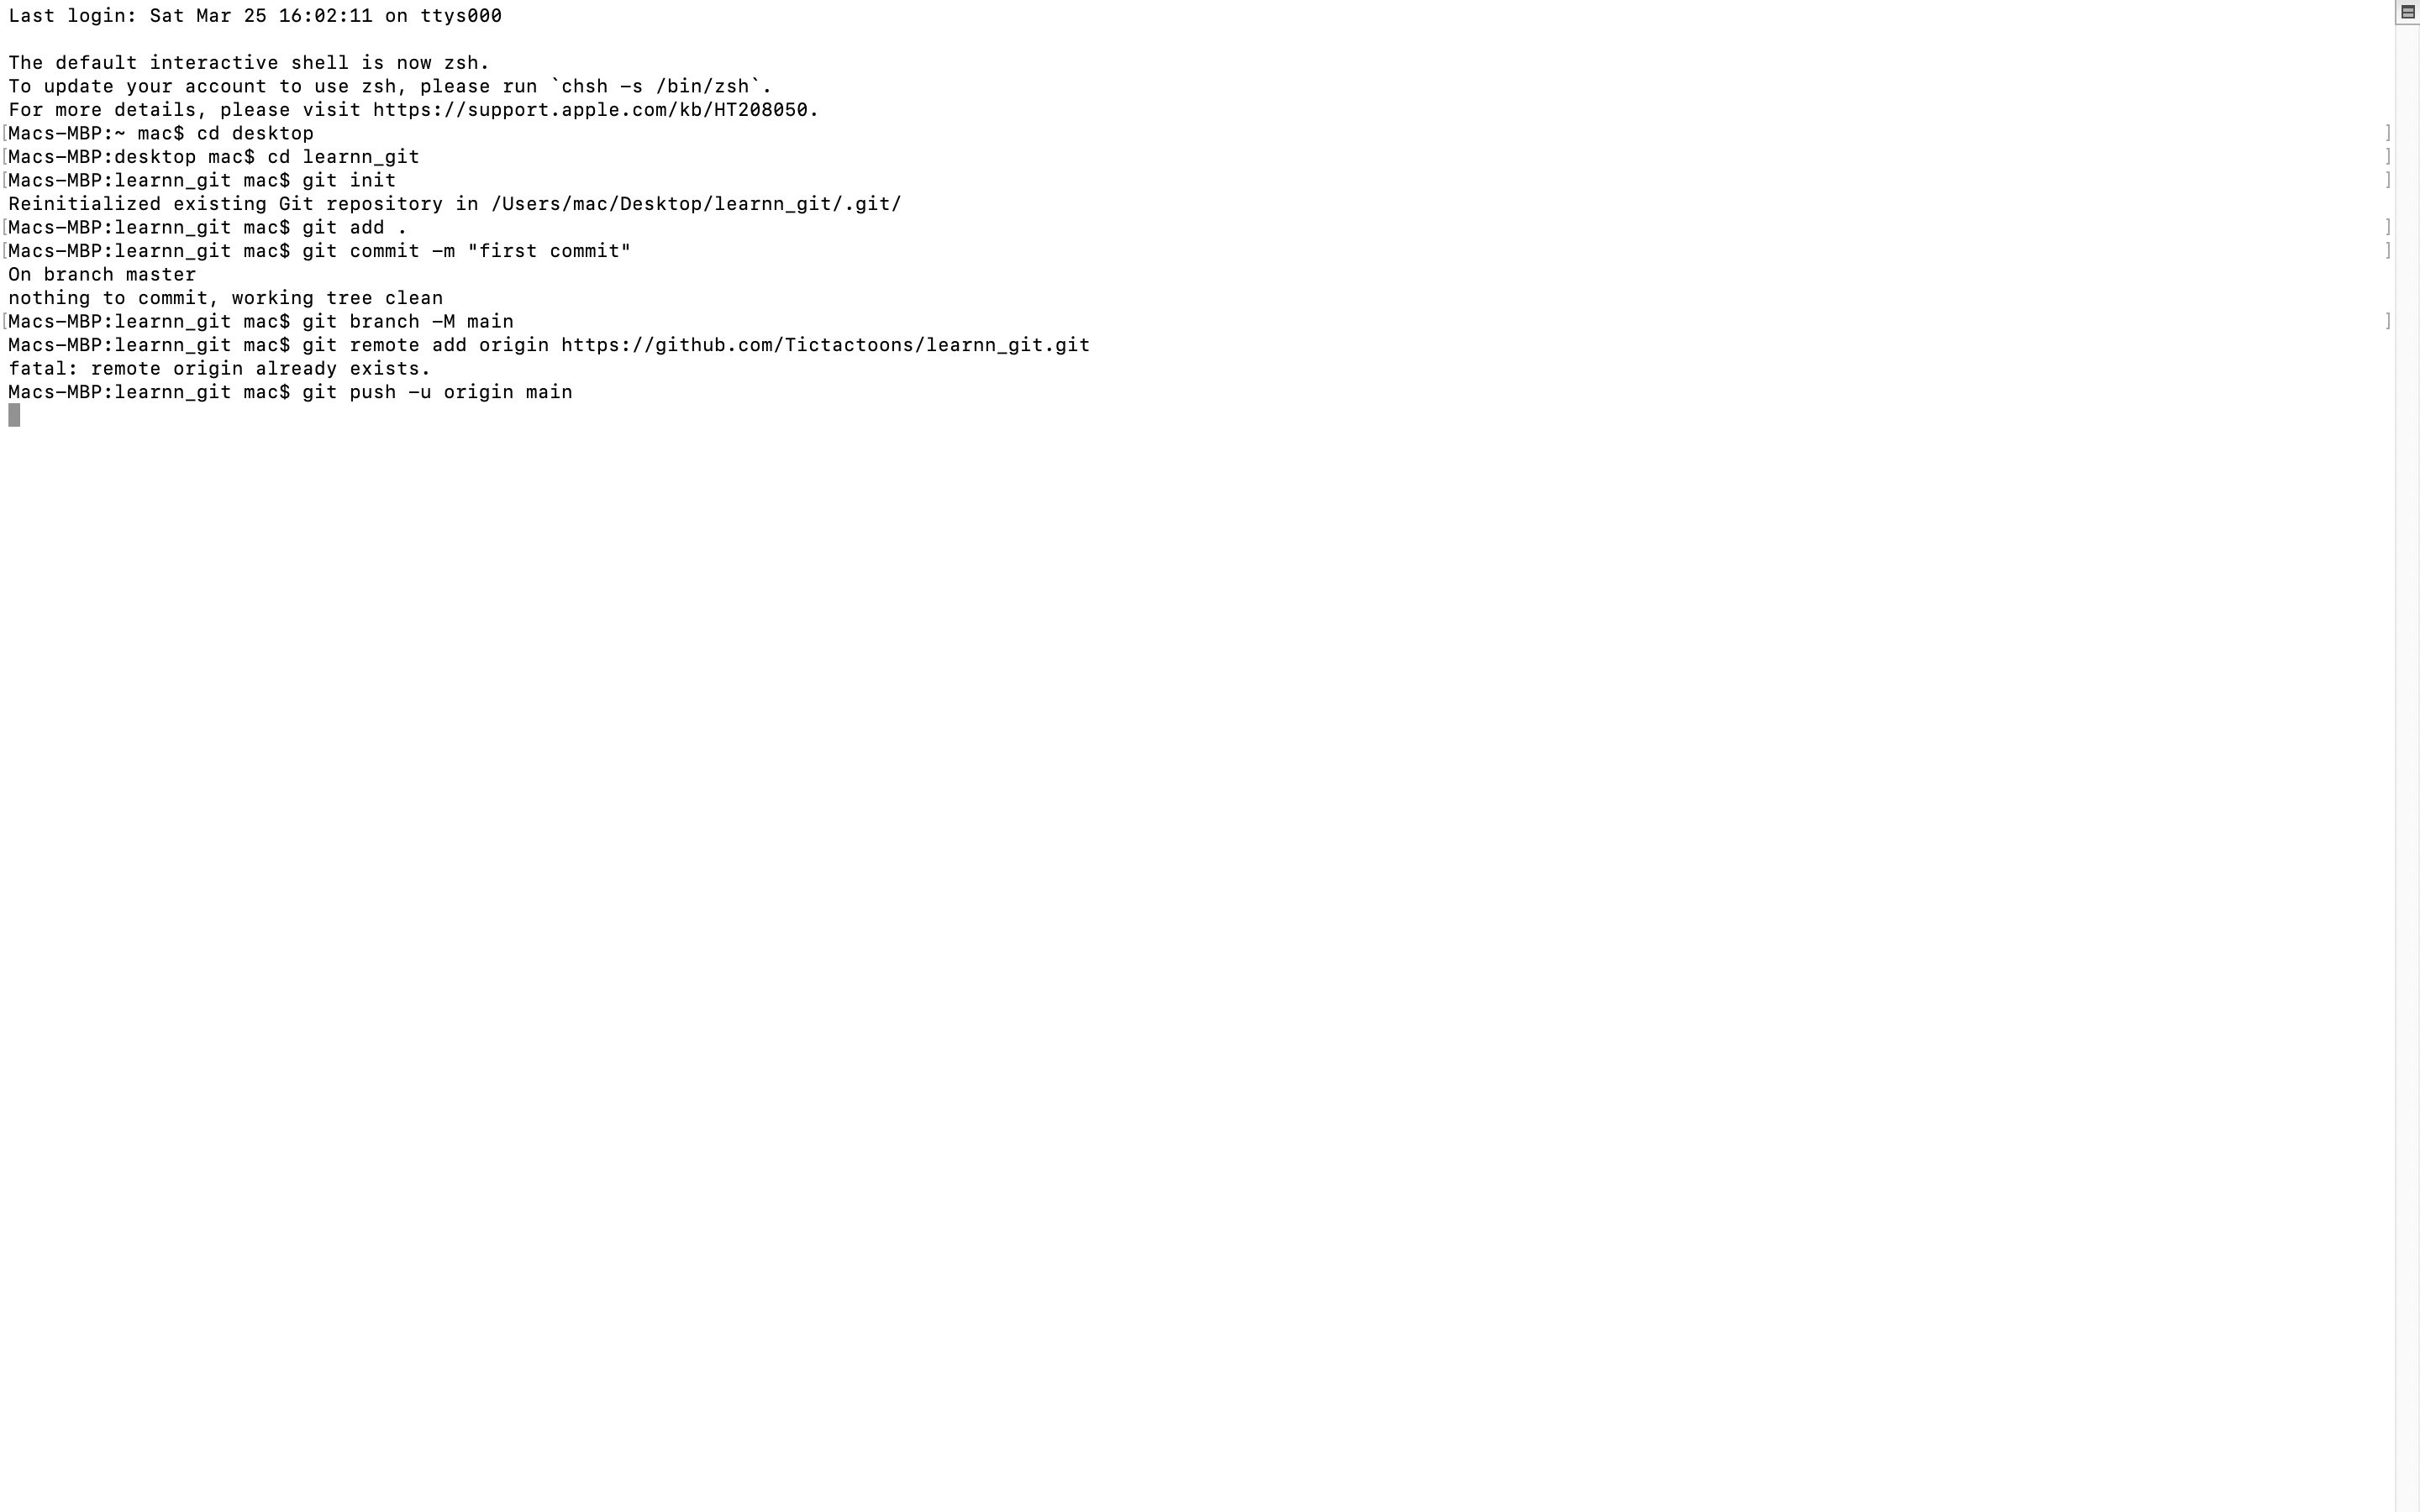 Last login: Sat Mar 25 16:02:11 on ttys000
The default interactive shell is now zsh.
To update your account to use zsh, please run `chsh -s /bin/zsh`.
For more details, please visit https://support.apple.com/kb/HT208050.
[Macs-MBP:~ mac$ cd desktop ]
[Macs-MBP:desktop mac$ cd learnn_git ]
[Macs-MBP:learnn_git mac$ git init ]
Reinitialized existing Git repository in /Users/mac/Desktop/learnn_git/.git/
[Macs-MBP:learnn_git mac$ git add . ]
[Macs-MBP:learnn_git mac$ git commit -m "first commit" ]
On branch master
nothing to commit, working tree clean
[Macs-MBP:learnn_git mac$ git branch -M main ]
Macs-MBP:learnn_git mac$ git remote add origin https://github.com/Tictactoons/learnn_git.git
fatal: remote origin already exists.
Macs-MBP:learnn_git mac$ git push -u origin main